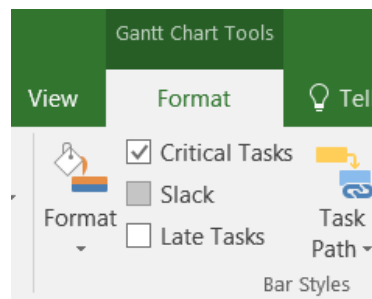 Gantt Chart Tools
View Format Tel
Critical Tasks
Slack
Format Task
Late Tasks
Path
Bar Styles